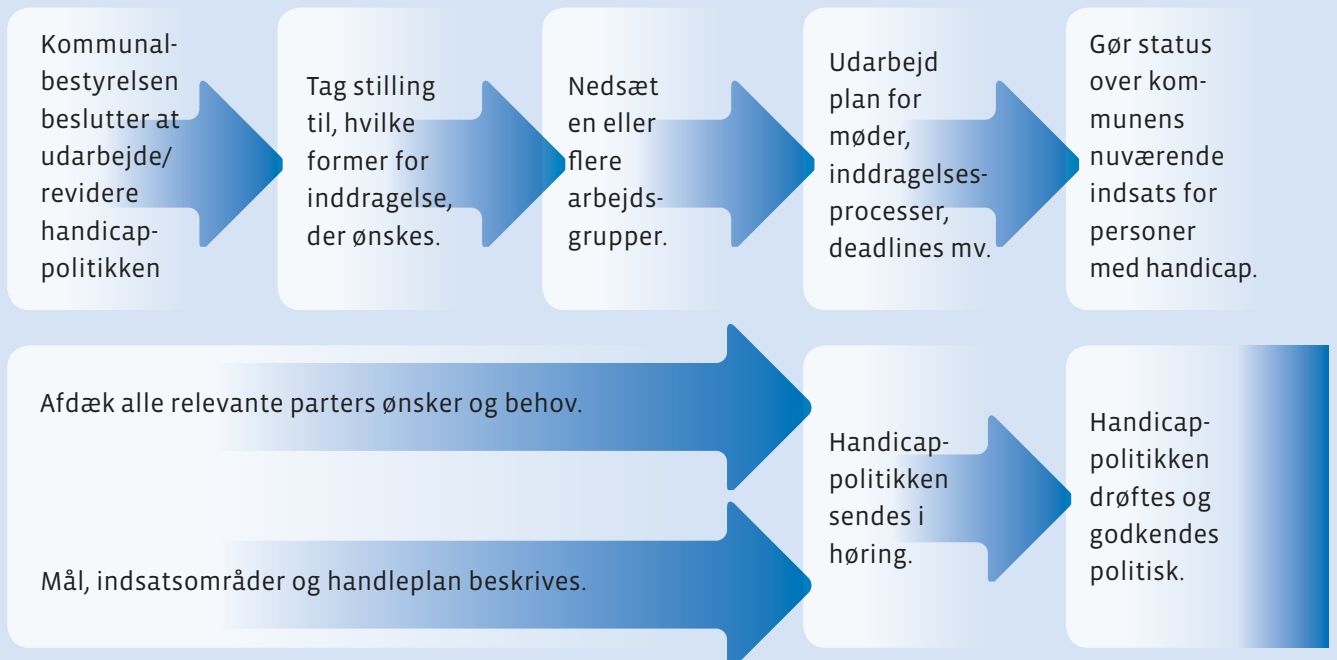 Kommunal-
bestyrelsen
beslutter at
udarbejde/
revidere
handicap-
politikken
Tag stilling
til, hvilke
former for
inddragelse,
der ønskes.
Nedsæt
en eller
flere
arbejds-
grupper.
Udarbejd
plan for
møder,
inddragelses-
processer,
deadlines mv.
Gør status
over kom-
munens
nuværende
indsats for
personer
med handicap.
Afdæk alle relevante parters ønsker og behov.
Mål, indsatsområder og handleplan beskrives.
Handicap-
politikken
sendes i
høring.
Handicap-
politikken
drøftes og
godkendes
politisk.